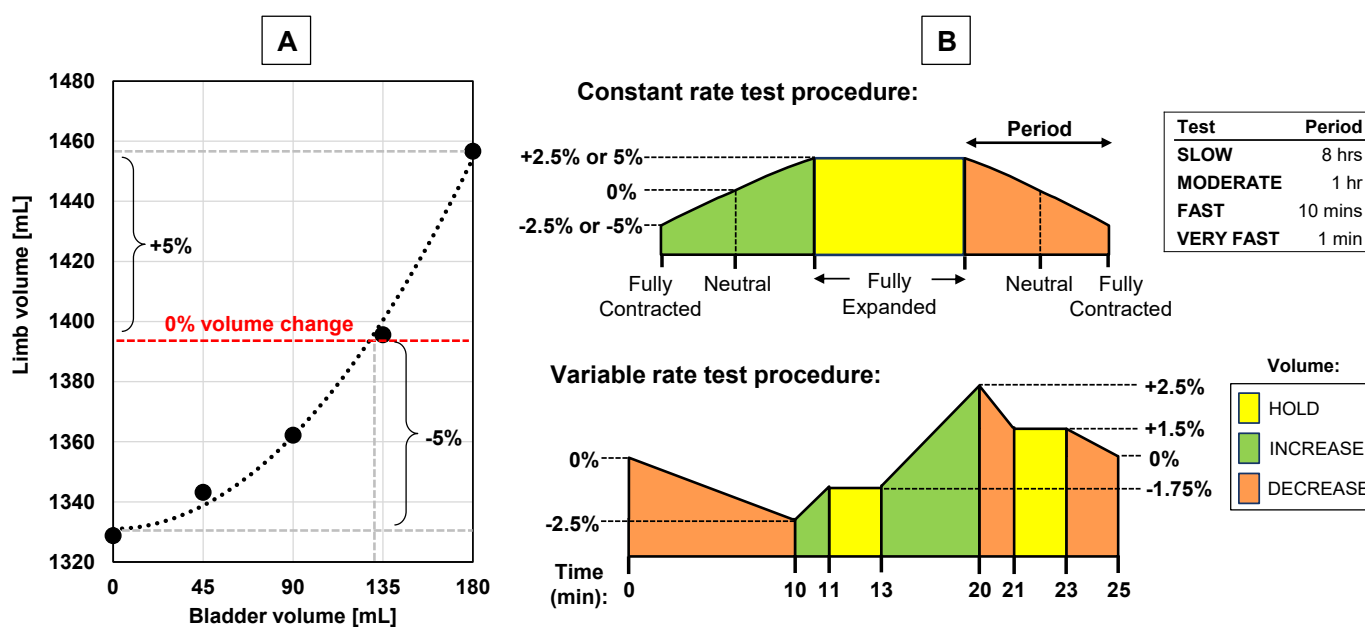 A
1480
1460
1440
1420
1400
1380
1360
1340
1320
Limb volume [mL]
+5%
0% volume change
-5%
0
45
90
135
180
Bladder volume [mL]
B
Constant rate test procedure:
Period
+2.5% or 5%
0%
-2.5% or -5%
Fully
Contracted
Neutral
Fully
Expanded
Neutral
Fully
Contracted
Test Period
SLOW 8 hrs
MODERATE 1 hr
FAST 10 mins
VERY FAST 1 min
Variable rate test procedure:
0%
-2.5%
+2.5%
+1.5%
0%
-1.75%
Time
(min):
0
10
11
13
20
21
23
25
Volume:
HOLD
INCREASE
DECREASE